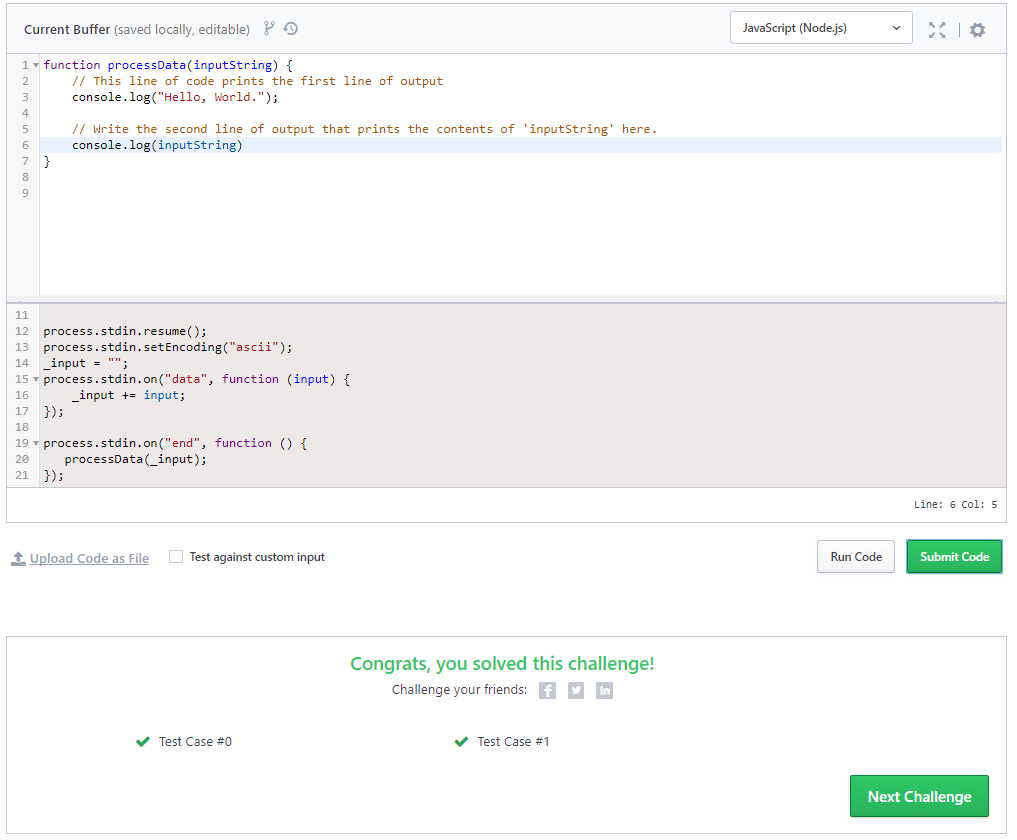 Current Buffer (saved locally, editable)
JavaScript (Node.js)
1 function processData(inputString) {
2     // This line of code prints the first line of output
3     console.log("Hello, World.");
4
5     // Write the second line of output that prints the contents of 'inputString' here.
6     console.log(inputString)
7 }
8
9
11
12 process.stdin.resume();
13 process.stdin.setEncoding("ascii");
14 _input = "";
15 process.stdin.on("data", function (input) {
16     _input += input;
17 });
18
19 process.stdin.on("end", function () {
20    processData(_input);
21 });
Line: 6 Col: 5
Upload Code as File
Test against custom input
Run Code
Submit Code
Congrats, you solved this challenge!
Challenge your friends:
Test Case #0
Test Case #1
Next Challenge